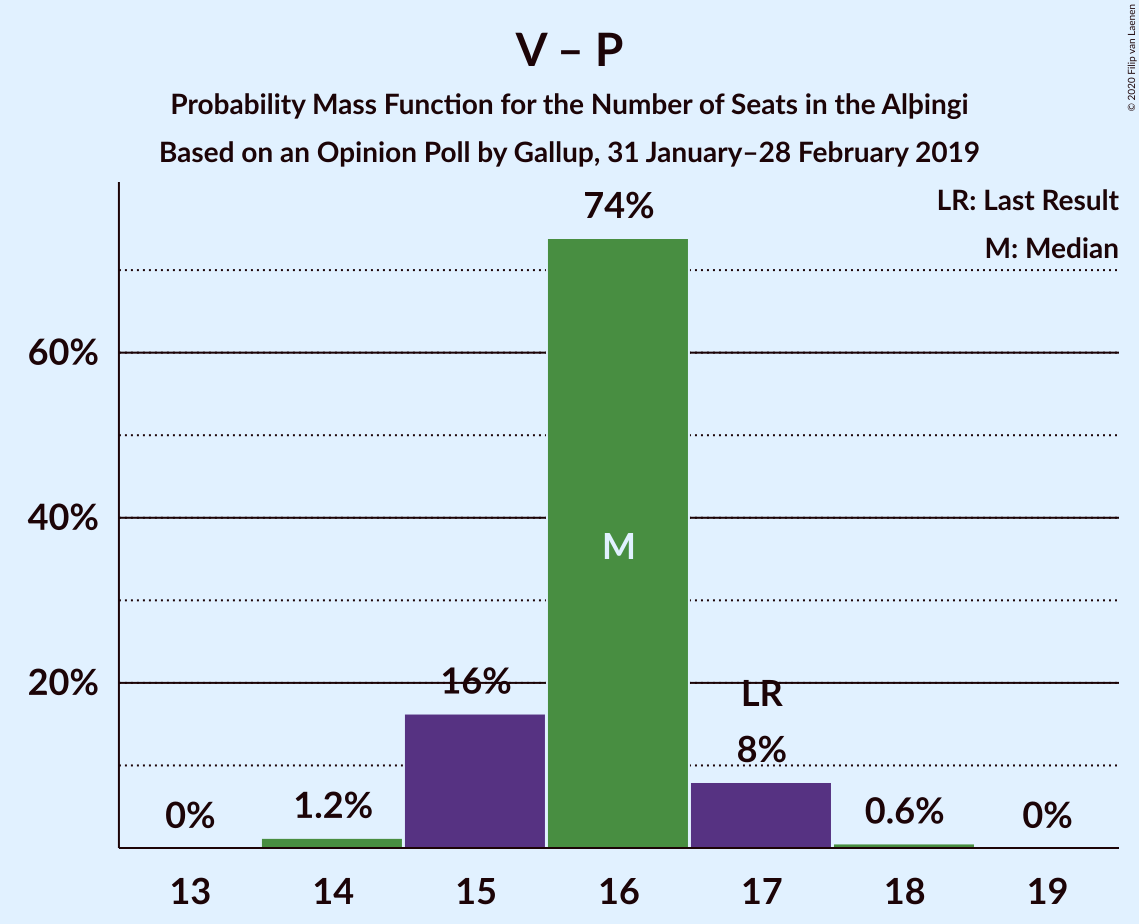 V – P
Probability Mass Function for the Number of Seats in the Alþingi
Based on an Opinion Poll by Gallup, 31 January–28 February 2019
© 2020 Filip van Laenen
LR: Last Result
M: Median
74%
60%
40%
20%
M
16%
LR
8%
0%
1.2%
0.6%
0%
13 14 15 16 17 18 19